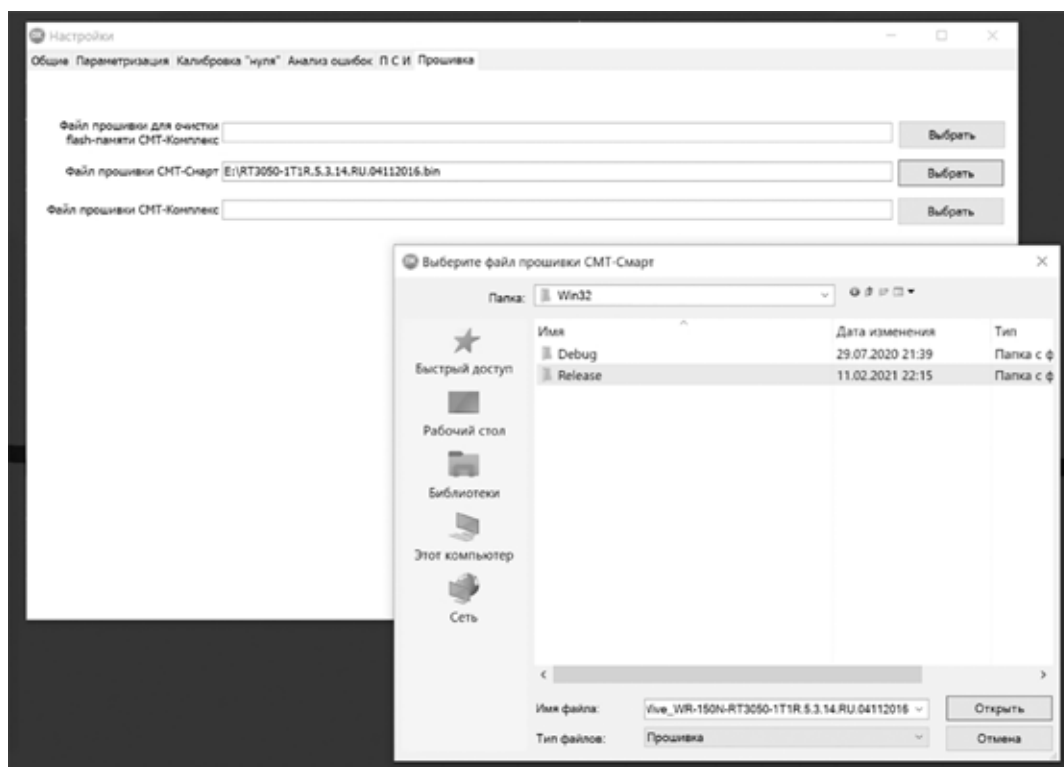 Настройки
Общие Параметризация Калибровка "нуля" Анализ ошибок П С И Прошивка
Файл прошивки для очистки
flash-памяти СМТ-Комплекс
Выбрать
Файл прошивки СМТ-Смарт E:\RT3050-1T1R.5.3.14.RU.04112016.bin Выбрать
Файл прошивки СМТ-Комплекс Выбрать
Выберите файл прошивки СМТ-Смарт
Папка: Win32
Имя Дата изменения Тип
Debug 29.07.2020 21:39 Папка с ф
Release 11.02.2021 22:15 Папка с ф
Быстрый доступ
Рабочий стол
Библиотеки
Этот компьютер
Сеть
Имя файла: Vive_WR-150N-RT3050-1T1R.5.3.14.RU.04112016 Открыть
Тип файлов: Прошивка Отмена